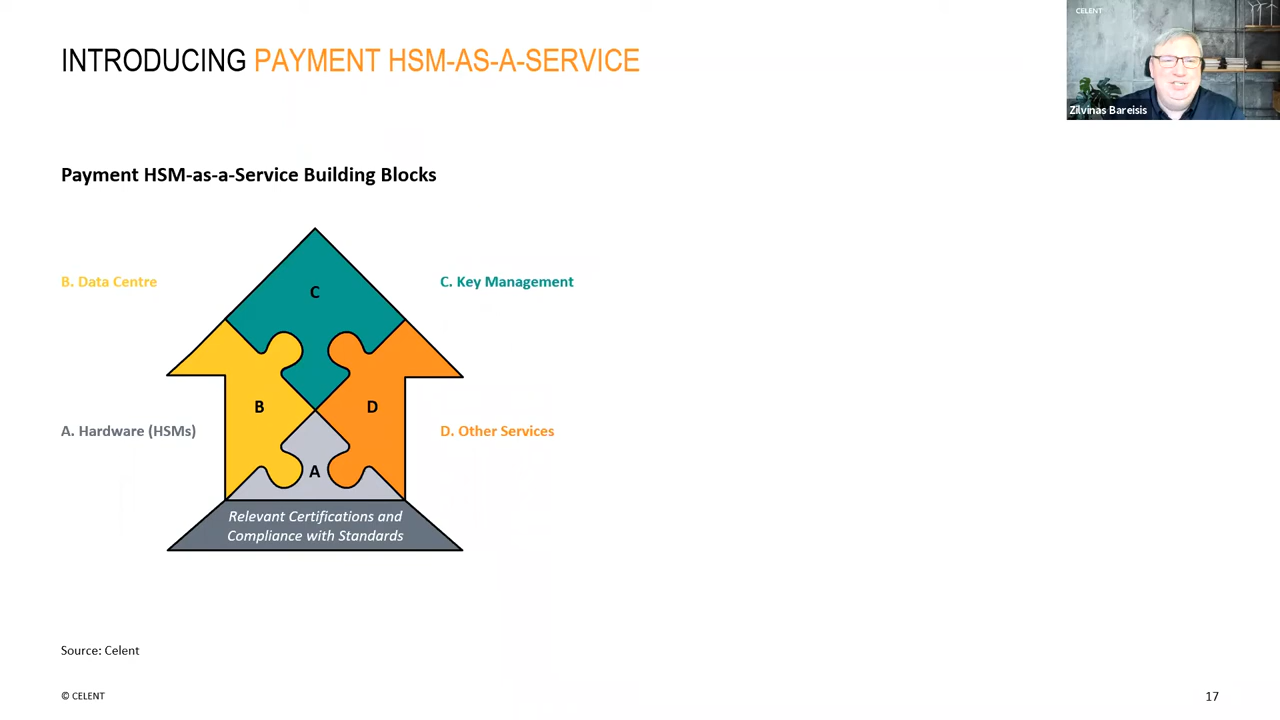 INTRODUCING PAYMENT HSM-AS-A-SERVICE
CELENT
Zilvinas Bareisis
Payment HSM-as-a-Service Building Blocks
B. Data Centre
C. Key Management
C
B
D
A. Hardware (HSMs)
D. Other Services
A
Relevant Certifications and
Compliance with Standards
Source: Celent
© CELENT
17